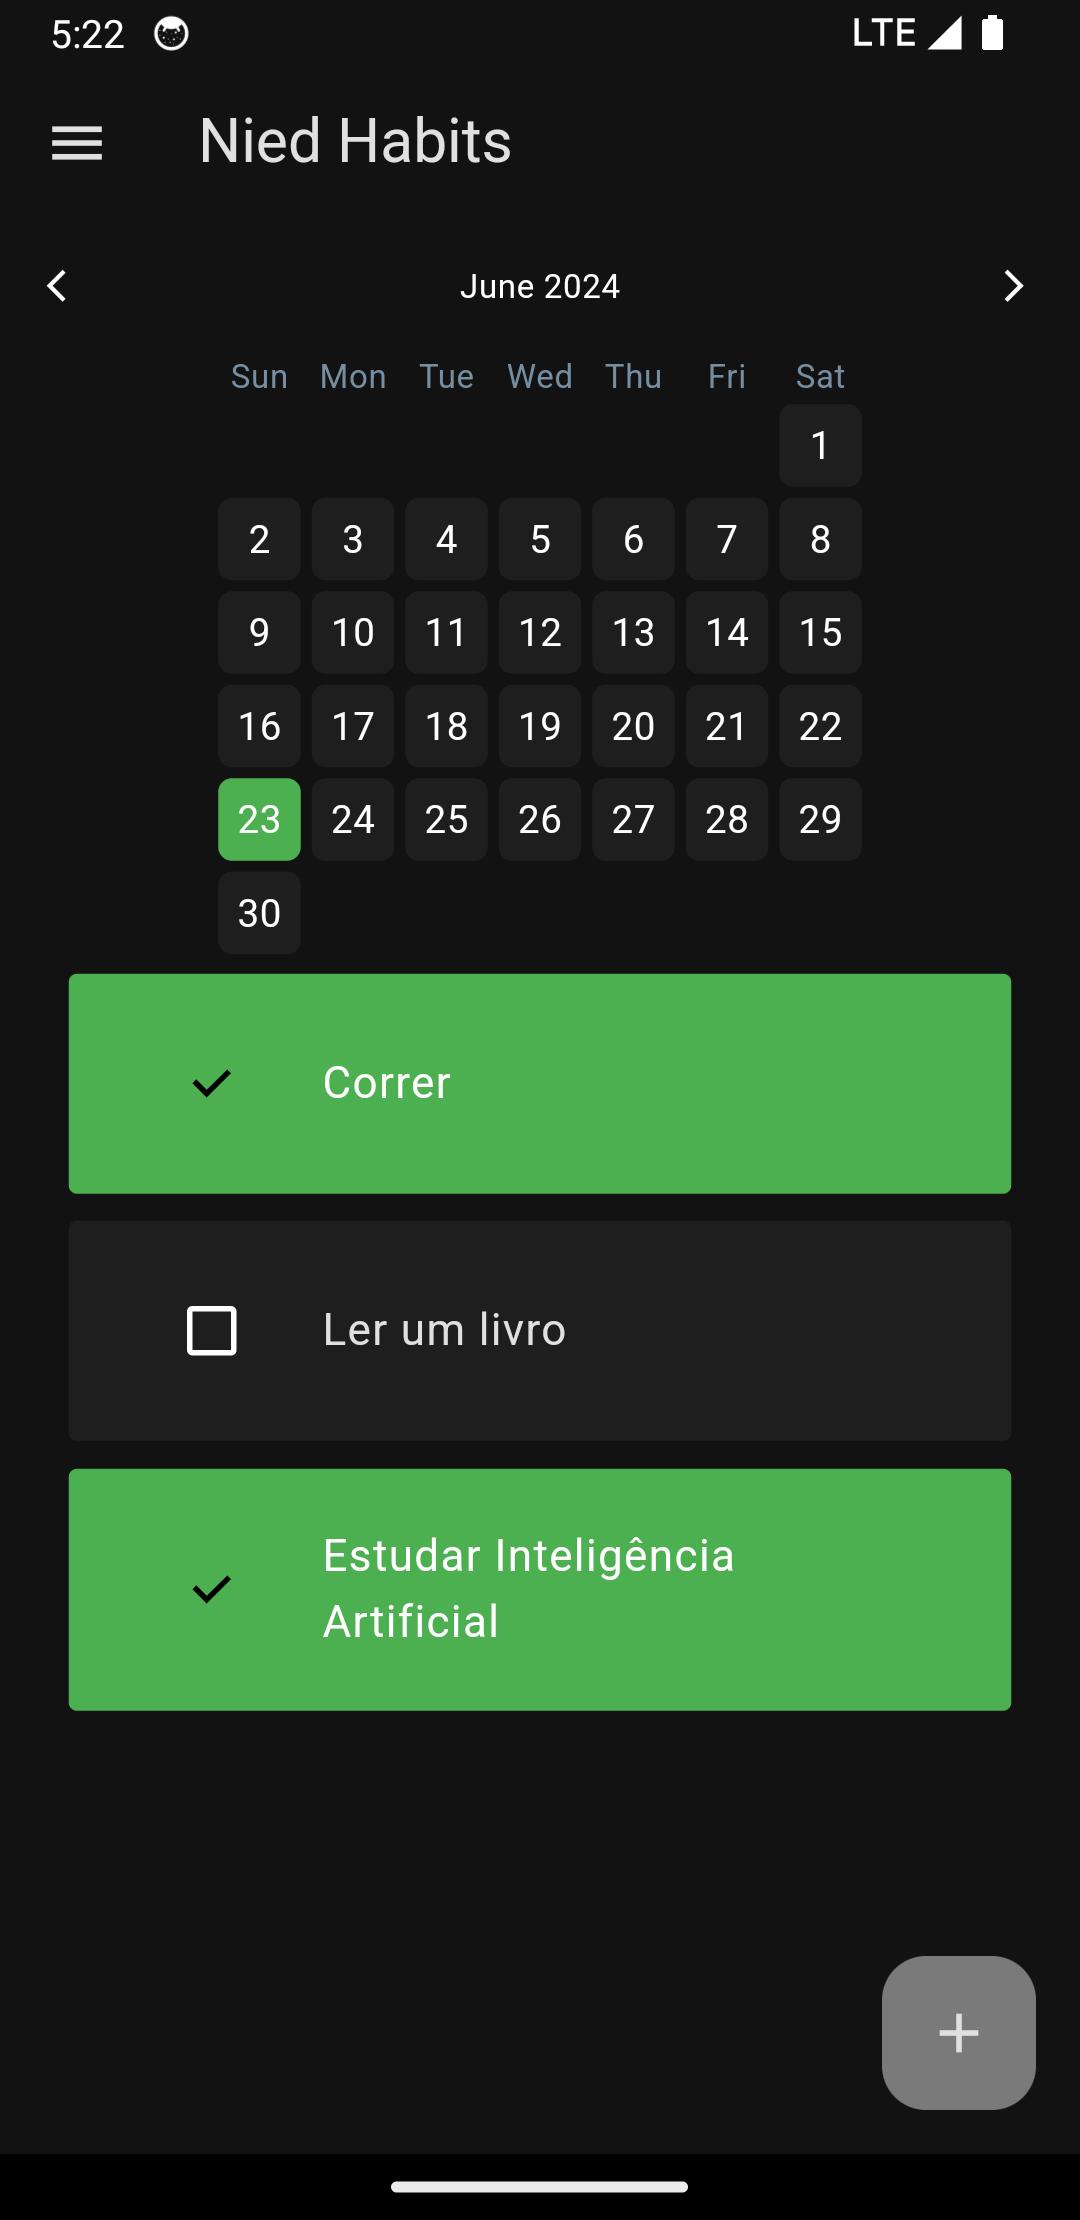 5:22 LTE
Nied Habits
June 2024
Sun Mon Tue Wed Thu Fri Sat
1
2 3 4 5 6 7 8
9 10 11 12 13 14 15
16 17 18 19 20 21 22
23 24 25 26 27 28 29
30
Correr
Ler um livro
Estudar Inteligência
Artificial